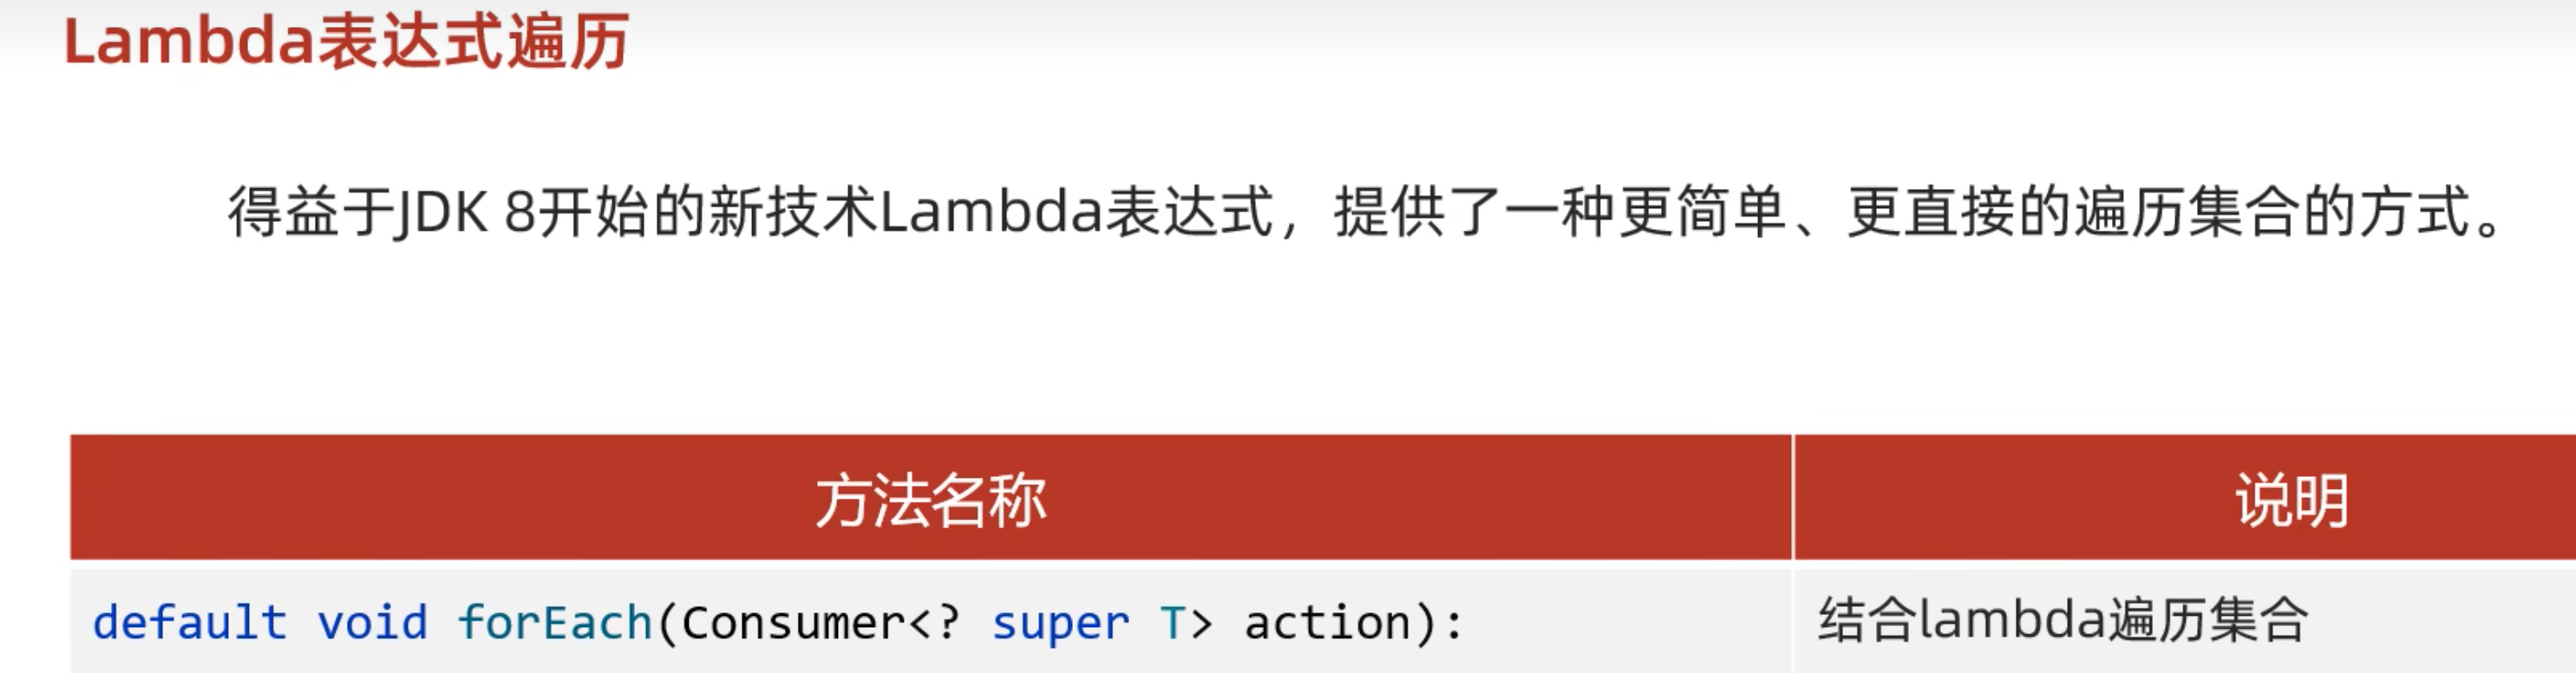 Lambda表达式遍历
得益于JDK 8开始的新技术Lambda表达式，提供了一种更简单、更直接的遍历集合的方式。
方法名称 说明
default void forEach(Consumer<? super T> action): 结合lambda遍历集合